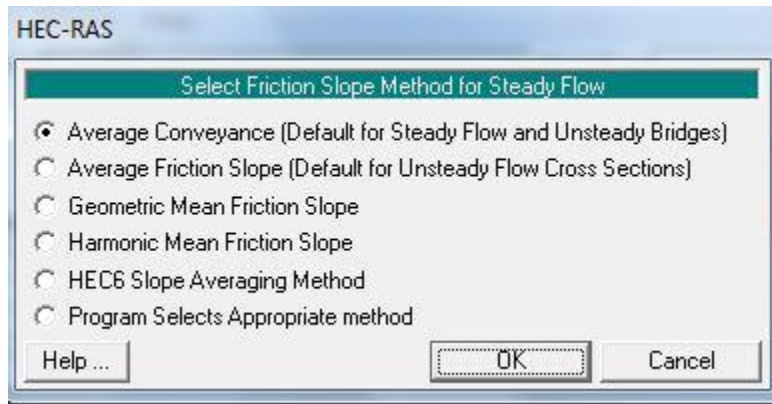 HEC-RAS
Select Friction Slope Method for Steady Flow
Average Conveyance (Default for Steady Flow and Unsteady Bridges)
Average Friction Slope (Default for Unsteady Flow Cross Sections)
Geometric Mean Friction Slope
Harmonic Mean Friction Slope
HEC6 Slope Averaging Method
Program Selects Appropriate method
Help ... OK Cancel